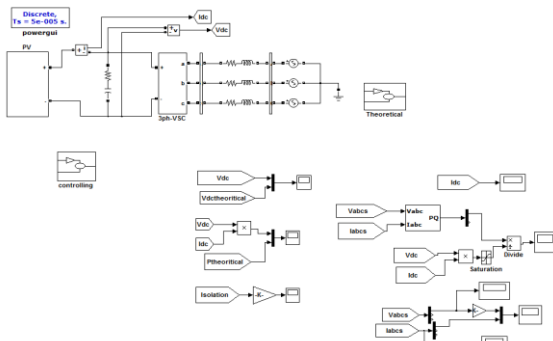 Discrete,
Ts = 5e-005 s.
powergui
Idc
Vdc
PV
+
-
+
-
a
b
c
3ph-VSC
Theoretical
controlling
Vdc
Vdctheoritical
Vdc
Idc
×
Ptheoritical
Isolation
-K-
Idc
Vabcs
Iabcs
Vabc
Iabc
PQ
Vdc
Idc
×
Saturation
×
÷
Divide
Vabcs
Iabcs